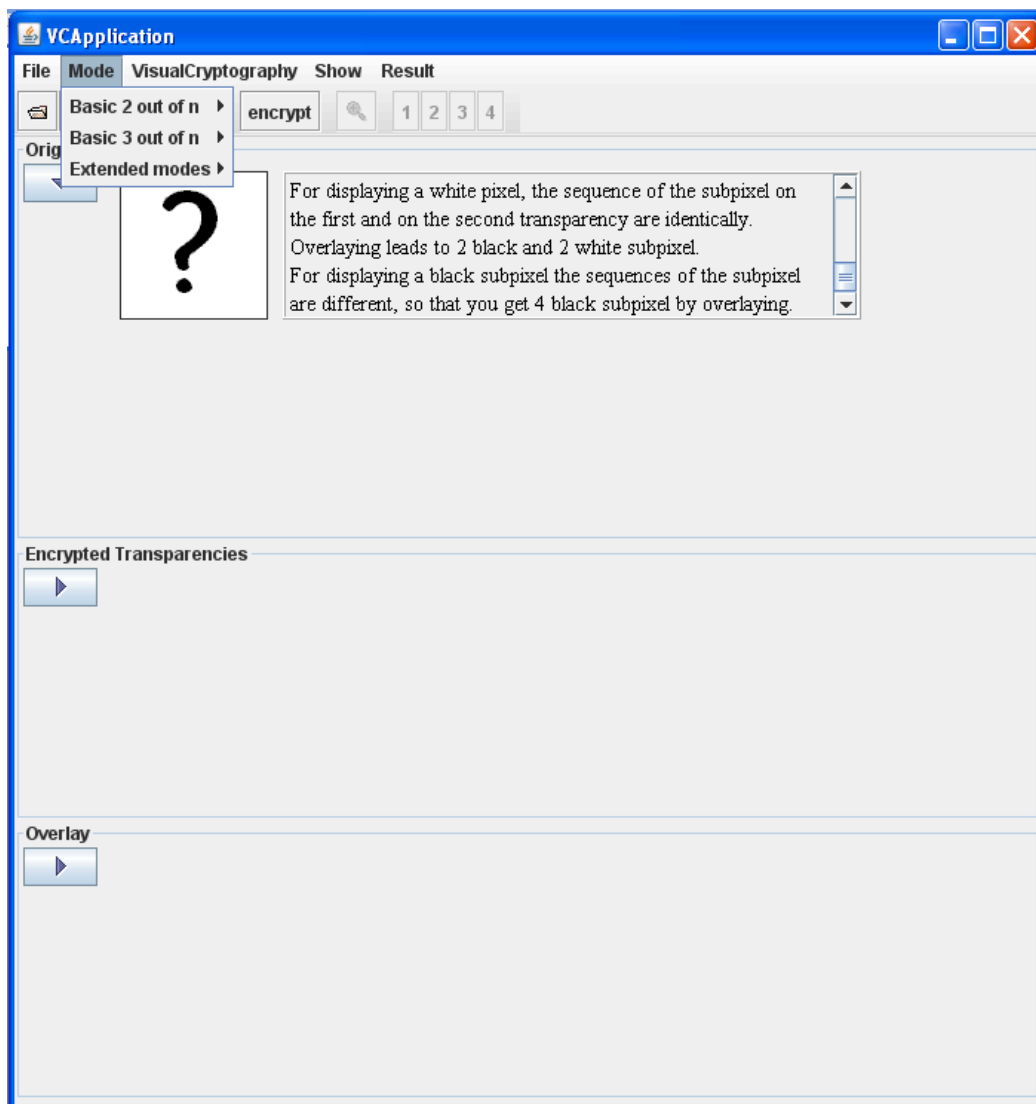 VCApplication
File Mode VisualCryptography Show Result
Basic 2 out of n
Basic 3 out of n
Extended modes
encrypt 1 2 3 4
Orig
?
For displaying a white pixel, the sequence of the subpixel on
the first and on the second transparency are identically.
Overlaying leads to 2 black and 2 white subpixel.
For displaying a black subpixel the sequences of the subpixel
are different, so that you get 4 black subpixel by overlaying.
Encrypted Transparencies
Overlay